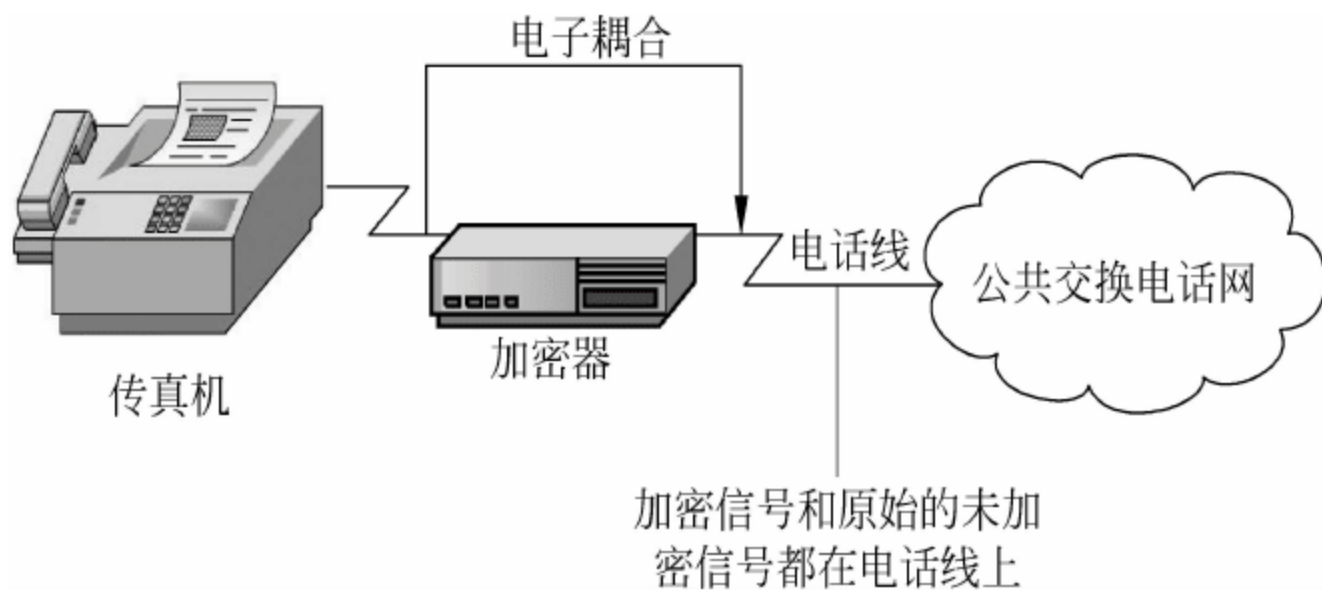 电子耦合
电话线
公共交换电话网
加密器
传真机
加密信号和原始的未加
密信号都在电话线上